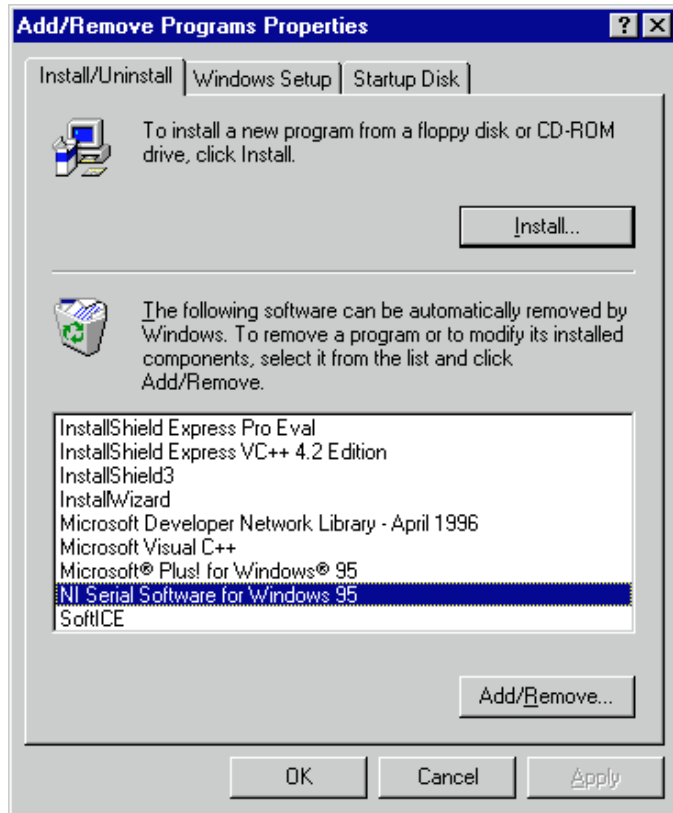 Add/Remove Programs Properties
Install/Uninstall Windows Setup Startup Disk
To install a new program from a floppy disk or CD-ROM
drive, click Install.
Install...
The following software can be automatically removed by
Windows. To remove a program or to modify its installed
components, select it from the list and click
Add/Remove.
InstallShield Express Pro Eval
InstallShield Express VC++ 4.2 Edition
InstallShield3
InstallWizard
Microsoft Developer Network Library - April 1996
Microsoft Visual C++
Microsoft® Plus! for Windows® 95
NI Serial Software for Windows 95
SoftICE
Add/Remove...
OK Cancel Apply